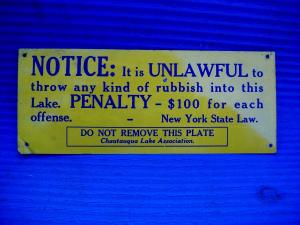 NOTICE: It is UNLAWFUL to
throw any kind of rubbish into this
Lake. PENALTY - $100 for each
offense. - New York State Law.
DO NOT REMOVE THIS PLATE
Chautauqua Lake Association.